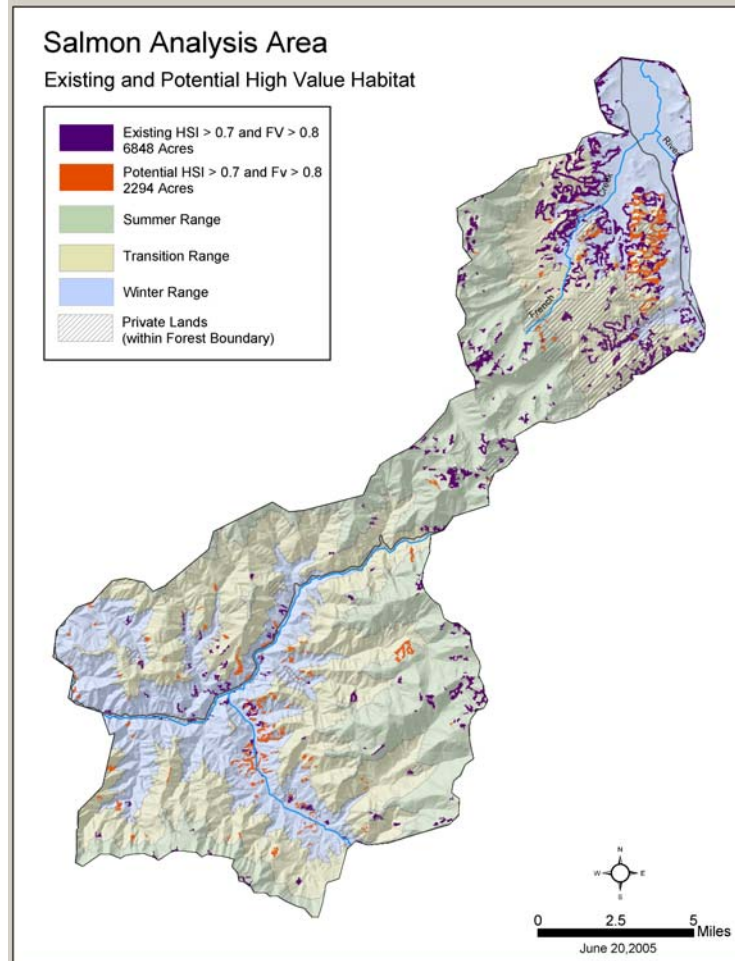 Salmon Analysis Area
Existing and Potential High Value Habitat
Existing HSI > 0.7 and FV > 0.8
6848 Acres
Potential HSI > 0.7 and Fv > 0.8
2294 Acres
Summer Range
Transition Range
Winter Range
Private Lands
(within Forest Boundary)
River
Creek
French
N
W E
S
0 2.5 5
Miles
June 20,2005